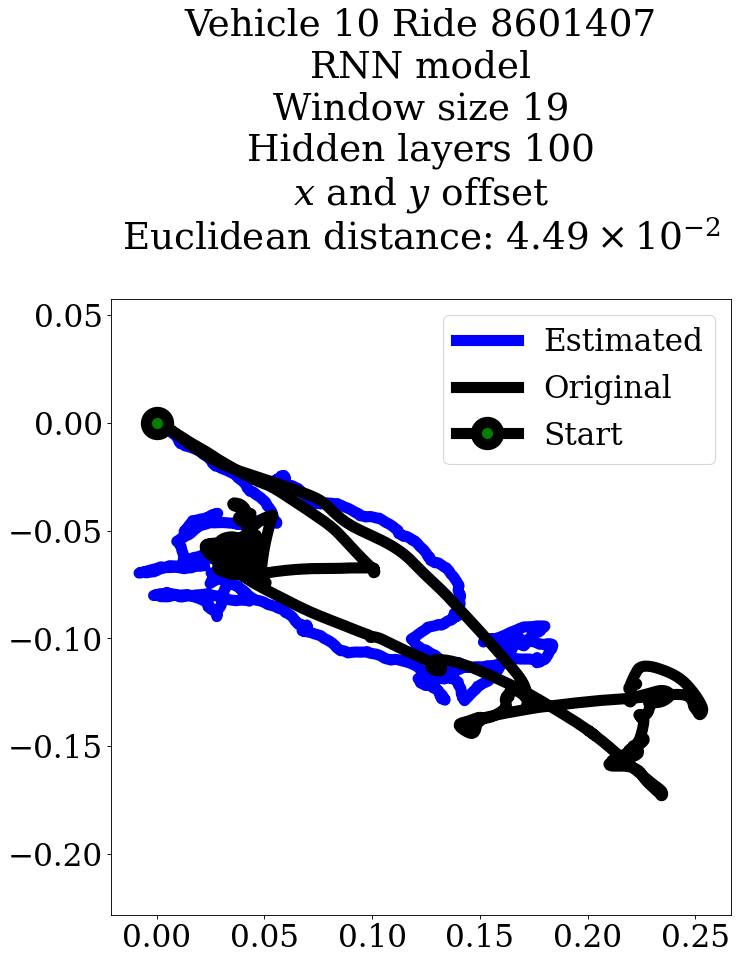 Vehicle 10 Ride 8601407
RNN model
Window size 19
Hidden layers 100
x and y offset
Euclidean distance: 4.49 × 10⁻²
Estimated
Original
Start
0.05
0.00
−0.05
−0.10
−0.15
−0.20
0.00 0.05 0.10 0.15 0.20 0.25